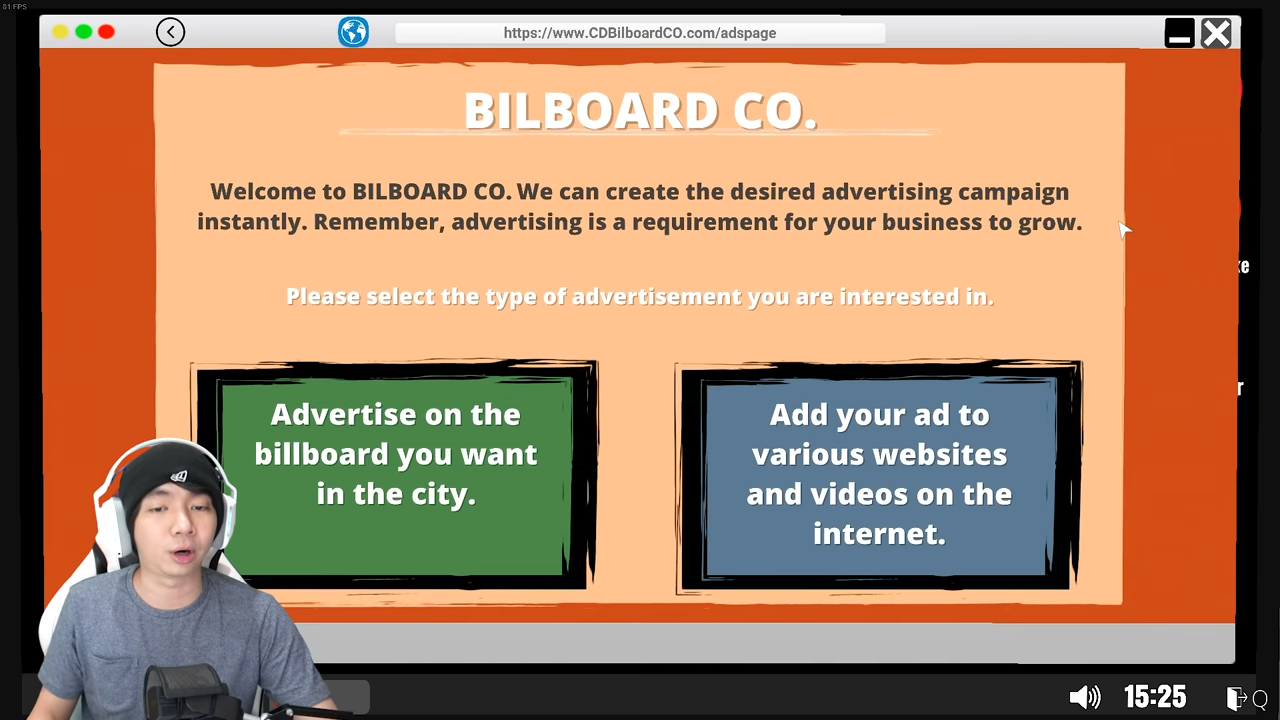 81 FPS
https://www.CDBilboardCO.com/adspage
BILBOARD CO.
Welcome to BILBOARD CO. We can create the desired advertising campaign
instantly. Remember, advertising is a requirement for your business to grow.
Please select the type of advertisement you are interested in.
Advertise on the
billboard you want
in the city.
Add your ad to
various websites
and videos on the
internet.
15:25
Q